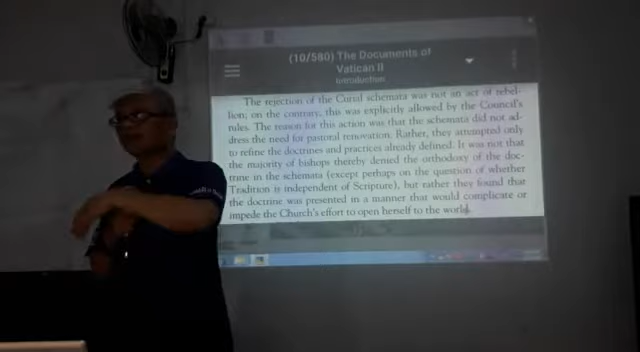 (10/580) The Documents of
Vatican II
Introduction
The rejection of the Curial schemata was not an act of rebel-
lion; on the contrary, this was explicitly allowed by the Council's
rules. The reason for this action was that the schemata did not ad-
dress the need for pastoral renovation. Rather, they attempted only
to refine the doctrines and practices already defined. It was not that
the majority of bishops thereby denied the orthodoxy of the doc-
trine in the schemata (except perhaps on the question of whether
Tradition is independent of Scripture), but rather they found that
the doctrine was presented in a manner that would complicate or
impede the Church's effort to open herself to the world.